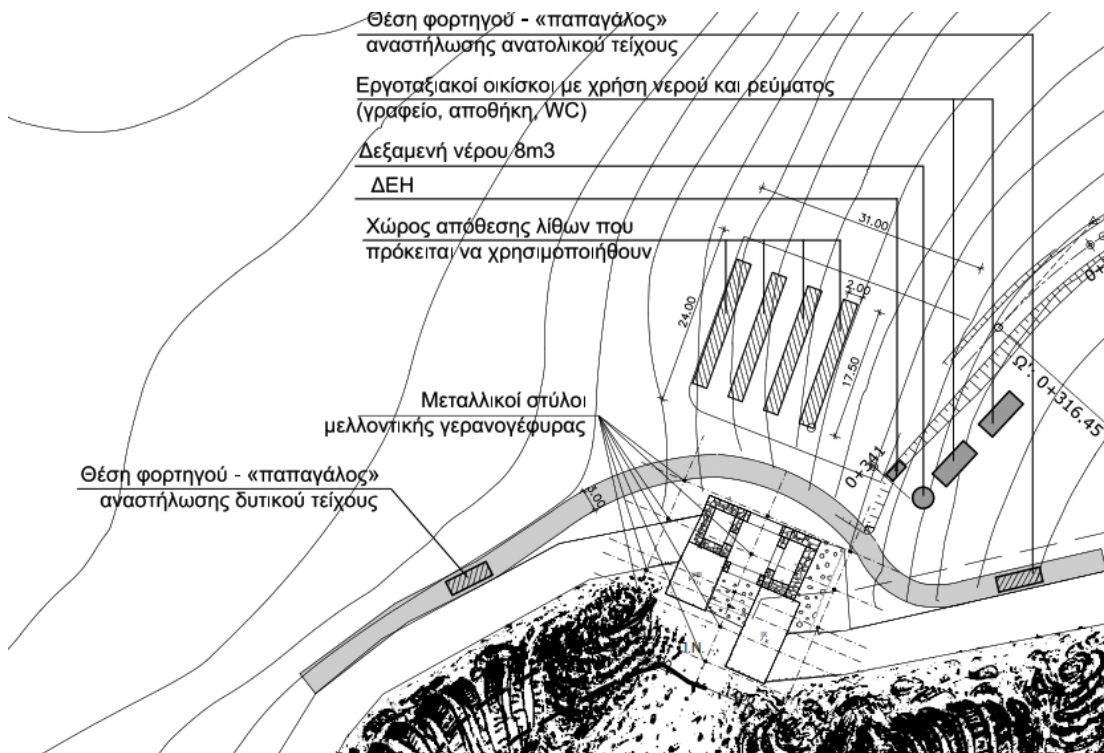 Θέση φορτηγού - «παπαγάλος»
αναστήλωσης ανατολικού τείχους
Εργοταξιακοί οικίσκοι με χρήση νερού και ρεύματος
(γραφείο, αποθήκη, WC)
Δεξαμενή νέρου 8m3
ΔΕΗ
Χώρος απόθεσης λίθων που
πρόκειται να χρησιμοποιήθουν
31.00
2.00
24.00
17.50
Ω': 0+316.45
0+341
Μεταλλικοί στύλοι
μελλοντικής γερανογέφυρας
Θέση φορτηγού - «παπαγάλος»
αναστήλωσης δυτικού τείχους
3.00
Ι.Ν.